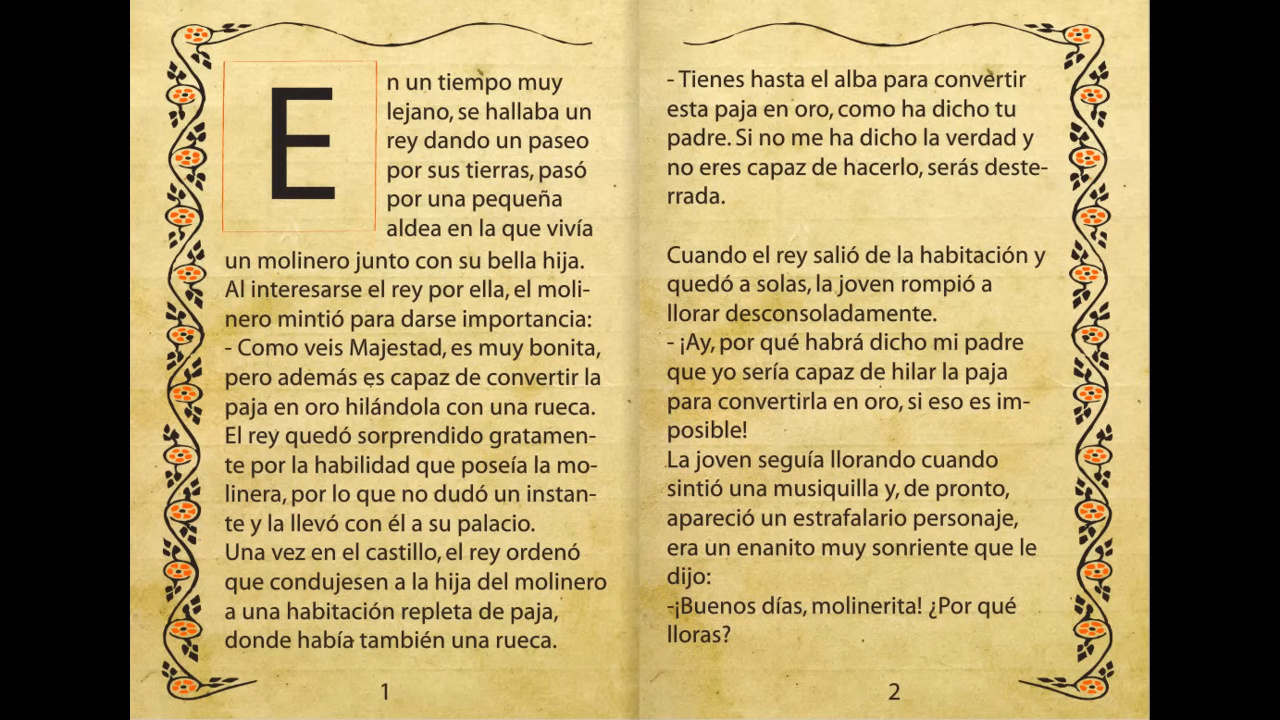 En un tiempo muy
lejano, se hallaba un
rey dando un paseo
por sus tierras, pasó
por una pequeña
aldea en la que vivía
un molinero junto con su bella hija.
Al interesarse el rey por ella, el moli-
nero mintió para darse importancia:
- Como veis Majestad, es muy bonita,
pero además es capaz de convertir la
paja en oro hilándola con una rueca.
El rey quedó sorprendido gratamen-
te por la habilidad que poseía la mo-
linera, por lo que no dudó un instan-
te y la llevó con él a su palacio.
Una vez en el castillo, el rey ordenó
que condujesen a la hija del molinero
a una habitación repleta de paja,
donde había también una rueca.
1
- Tienes hasta el alba para convertir
esta paja en oro, como ha dicho tu
padre. Si no me ha dicho la verdad y
no eres capaz de hacerlo, serás deste-
rrada.
Cuando el rey salió de la habitación y
quedó a solas, la joven rompió a
llorar desconsoladamente.
- ¡Ay, por qué habrá dicho mi padre
que yo sería capaz de hilar la paja
para convertirla en oro, si eso es im-
posible!
La joven seguía llorando cuando
sintió una musiquilla y, de pronto,
apareció un estrafalario personaje,
era un enanito muy sonriente que le
dijo:
-¡Buenos días, molinerita! ¿Por qué
lloras?
2